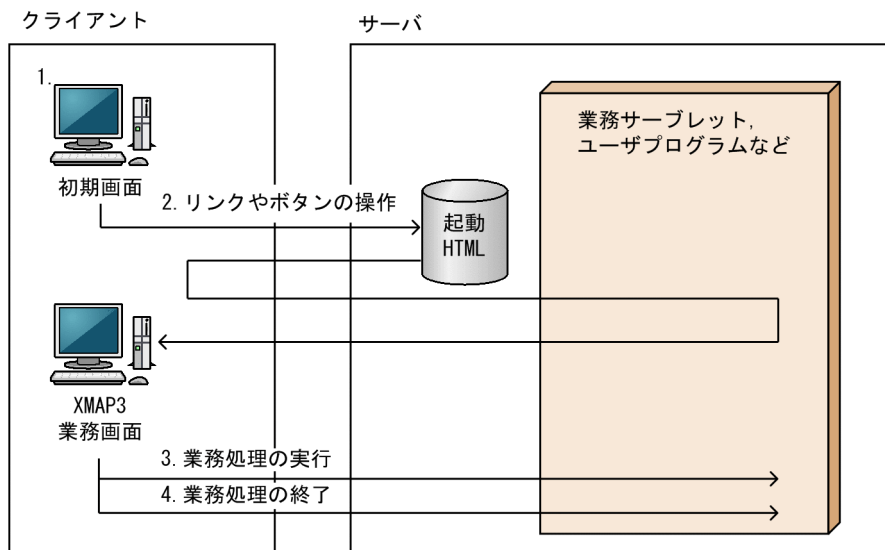 クライアント
サーバ
1.
初期画面
業務サーブレット,
ユーザプログラムなど
2. リンクやボタンの操作
起動
HTML
XMAP3
業務画面
3. 業務処理の実行
4. 業務処理の終了